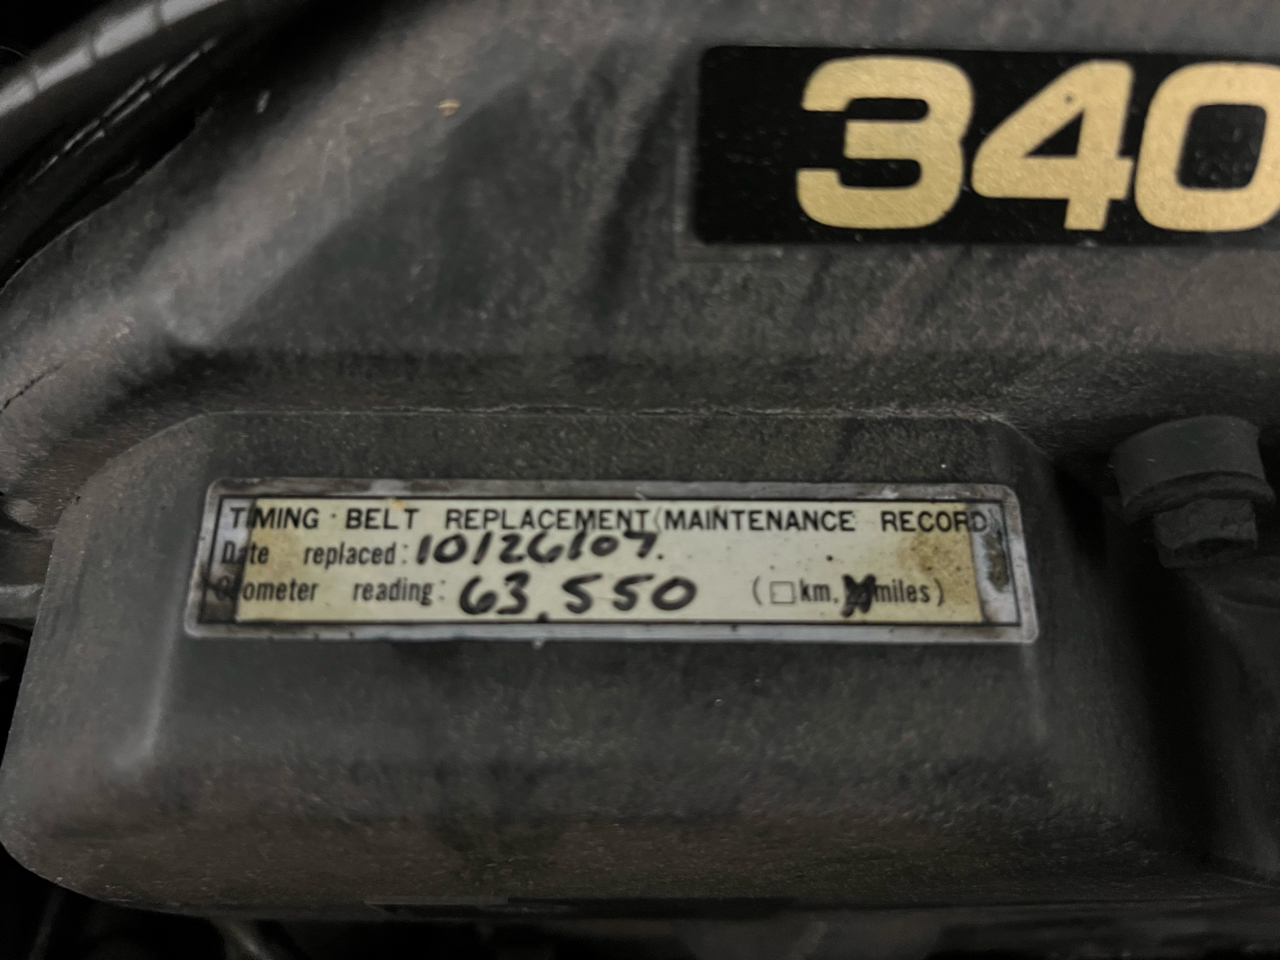 340
TIMING BELT REPLACEMENT/MAINTENANCE RECORD
Date replaced: 10/26/07.
Odometer reading: 63,550 (☐km, ☒miles)